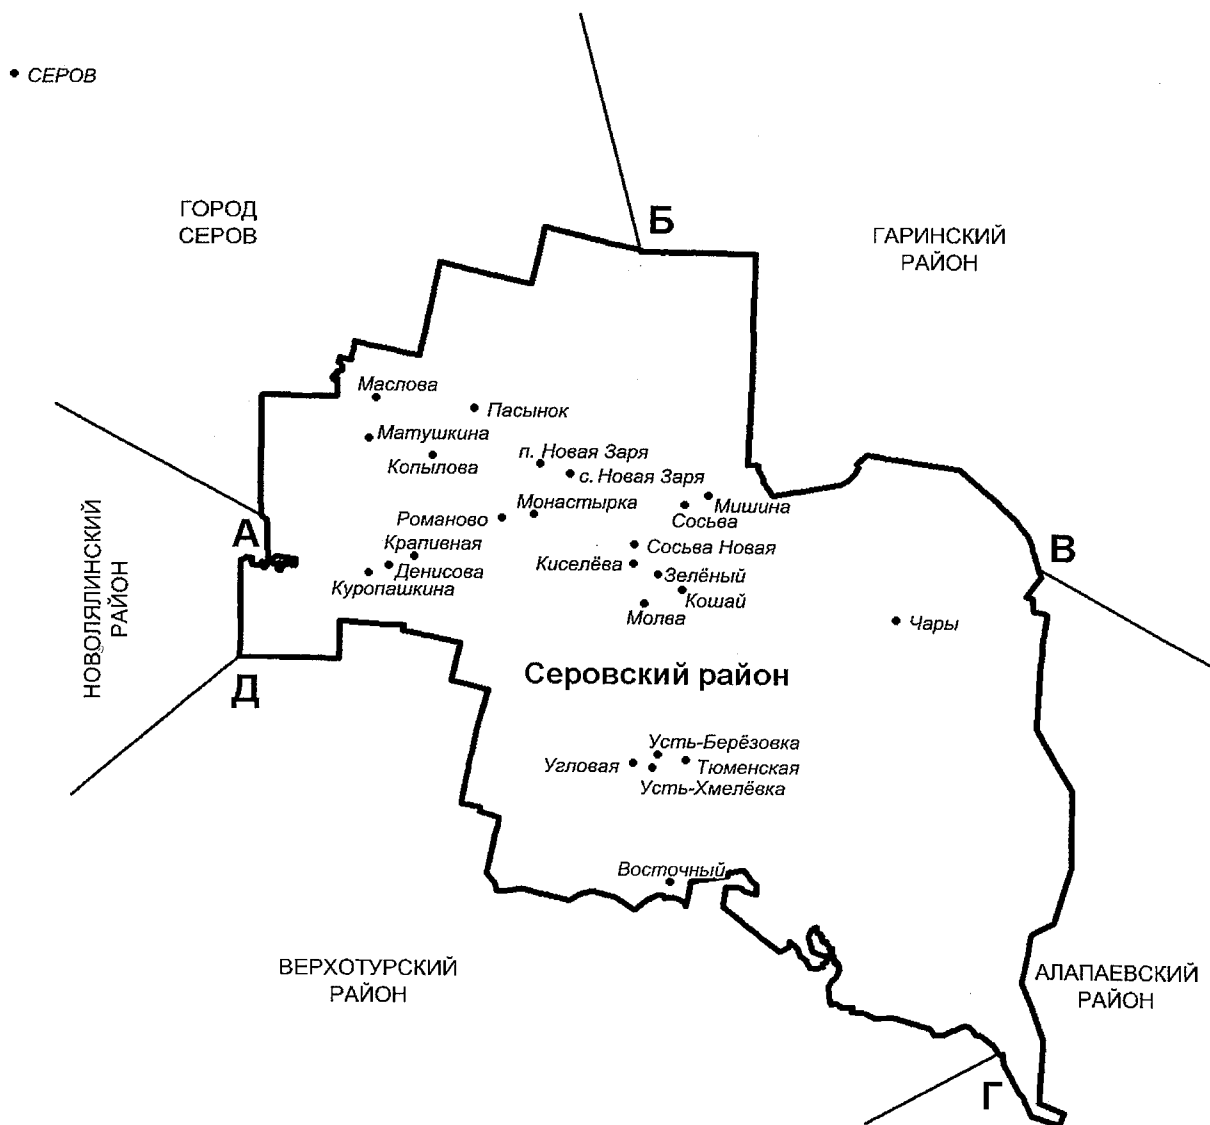 СЕРОВ
ГОРОД
СЕРОВ
Б
ГАРИНСКИЙ
РАЙОН
Маслова
Пасынок
Матушкина
Копылова
п. Новая Заря
с. Новая Заря
Мишина
Сосьва
Монастырка
Романово
А
НОВОЛЯЛИНСКИЙ
РАЙОН
Крапивная
Денисова
Куропашкина
Сосьва Новая
Киселёва
Зелёный
Кошай
Молва
В
Чары
Серовский район
Д
Усть-Берёзовка
Угловая
Тюменская
Усть-Хмелёвка
Восточный
ВЕРХОТУРСКИЙ
РАЙОН
АЛАПАЕВСКИЙ
РАЙОН
Г